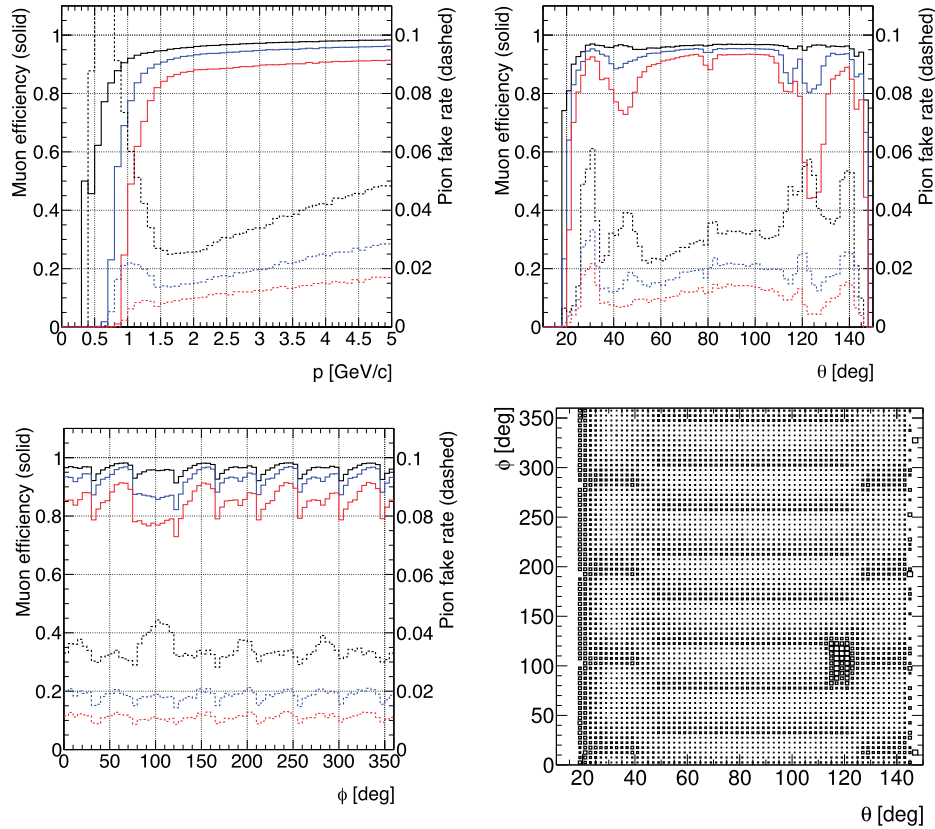 Muon efficiency (solid)
1
0.8
0.6
0.4
0.2
0
0 0.5 1 1.5 2 2.5 3 3.5 4 4.5 5
p [GeV/c]
0.1
0.08
0.06
0.04
0.02
0
Pion fake rate (dashed)
Muon efficiency (solid)
1
0.8
0.6
0.4
0.2
0
20 40 60 80 100 120 140
θ [deg]
0.1
0.08
0.06
0.04
0.02
0
Pion fake rate (dashed)
Muon efficiency (solid)
1
0.8
0.6
0.4
0.2
0
0 50 100 150 200 250 300 350
ϕ [deg]
0.1
0.08
0.06
0.04
0.02
0
Pion fake rate (dashed)
ϕ [deg]
350
300
250
200
150
100
50
0
20 40 60 80 100 120 140
θ [deg]